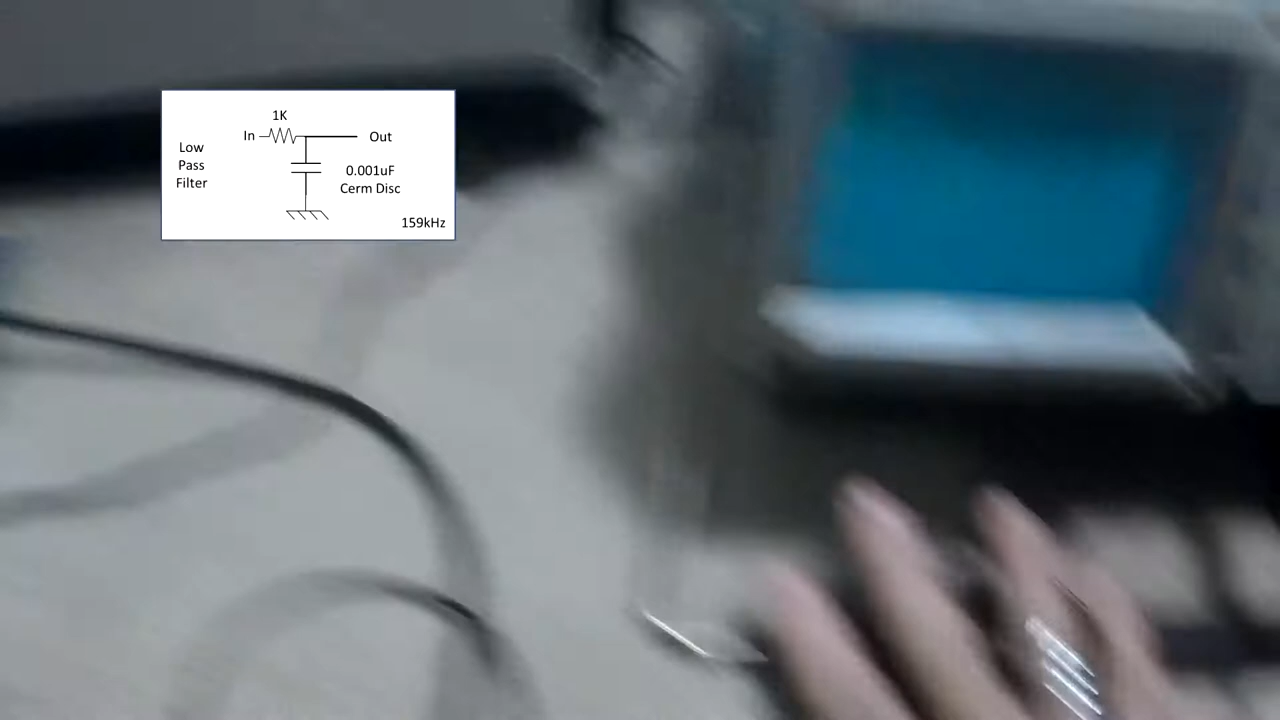 1K
In
Out
Low
Pass
Filter
0.001uF
Cerm Disc
159kHz